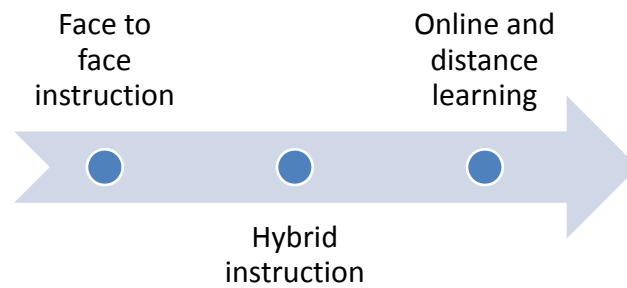 Face to
face
instruction
Hybrid
instruction
Online and
distance
learning